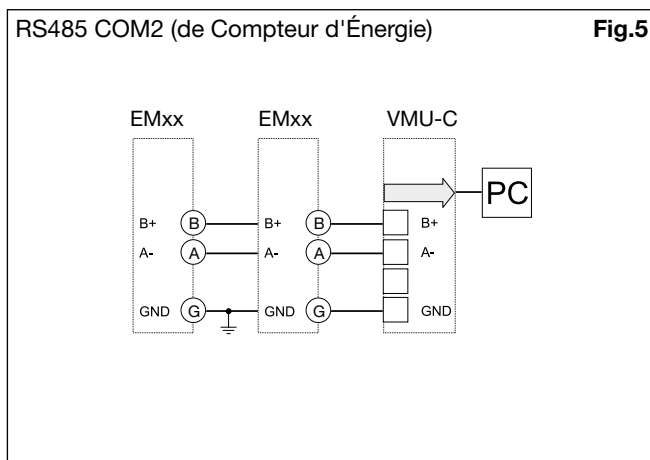 RS485 COM2 (de Compteur d'Énergie) Fig.5
EMxx EMxx VMU-C
PC
B+ B B+ B B+
A- A A- A A-
GND G GND G GND